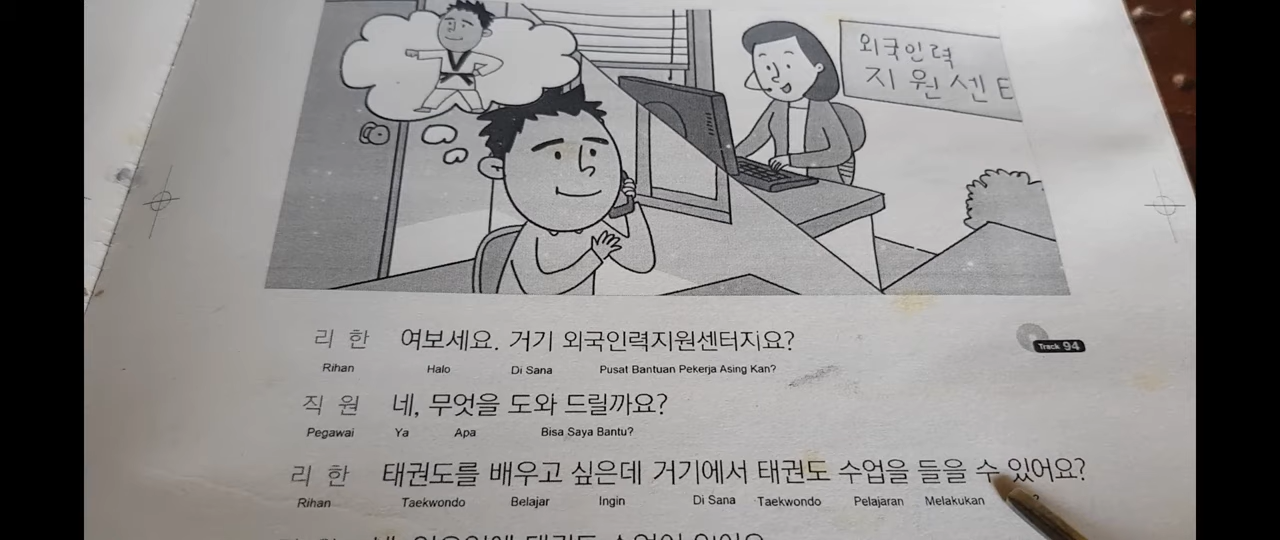 외국인력
지원센터
리 한 여보세요. 거기 외국인력지원센터지요?
Track 94
Rihan Halo Di Sana Pusat Bantuan Pekerja Asing Kan?
직 원 네, 무엇을 도와 드릴까요?
Pegawai Ya Apa Bisa Saya Bantu?
리 한 태권도를 배우고 싶은데 거기에서 태권도 수업을 들을 수 있어요?
Rihan Taekwondo Belajar Ingin Di Sana Taekwondo Pelajaran Melakukan ?